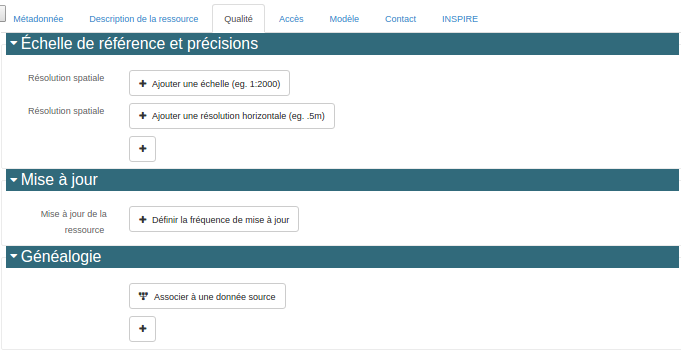 Métadonnée Description de la ressource Qualité Accès Modèle Contact INSPIRE
Échelle de référence et précisions
Résolution spatiale Ajouter une échelle (eg. 1:2000)
Résolution spatiale Ajouter une résolution horizontale (eg. .5m)
Mise à jour
Mise à jour de la
ressource
Définir la fréquence de mise à jour
Généalogie
Associer à une donnée source